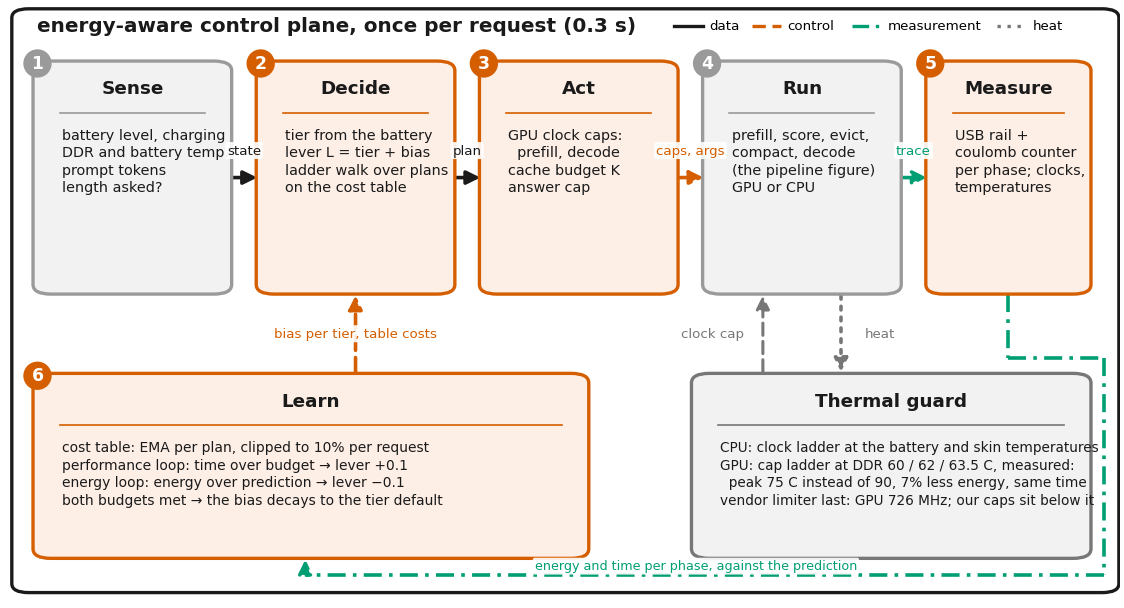 energy-aware control plane, once per request (0.3 s)
data
control
measurement
heat
1
Sense
battery level, charging
DDR and battery temp
prompt tokens
length asked?
state
2
Decide
tier from the battery
lever L = tier + bias
ladder walk over plans
on the cost table
plan
3
Act
GPU clock caps:
prefill, decode
cache budget K
answer cap
caps, args
4
Run
prefill, score, evict,
compact, decode
(the pipeline figure)
GPU or CPU
trace
5
Measure
USB rail +
coulomb counter
per phase; clocks,
temperatures
bias per tier, table costs
clock cap
heat
6
Learn
cost table: EMA per plan, clipped to 10% per request
performance loop: time over budget → lever +0.1
energy loop: energy over prediction → lever −0.1
both budgets met → the bias decays to the tier default
Thermal guard
CPU: clock ladder at the battery and skin temperatures
GPU: cap ladder at DDR 60 / 62 / 63.5 C, measured:
peak 75 C instead of 90, 7% less energy, same time
vendor limiter last: GPU 726 MHz; our caps sit below it
energy and time per phase, against the prediction